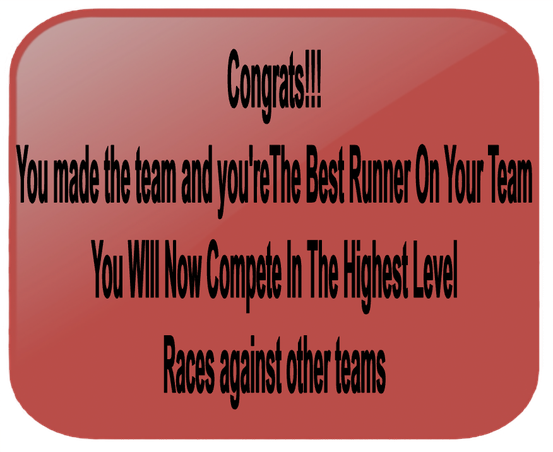 Congrats!!!
You made the team and you'reThe Best Runner On Your Team
You WIll Now Compete In The Highest Level
Races against other teams